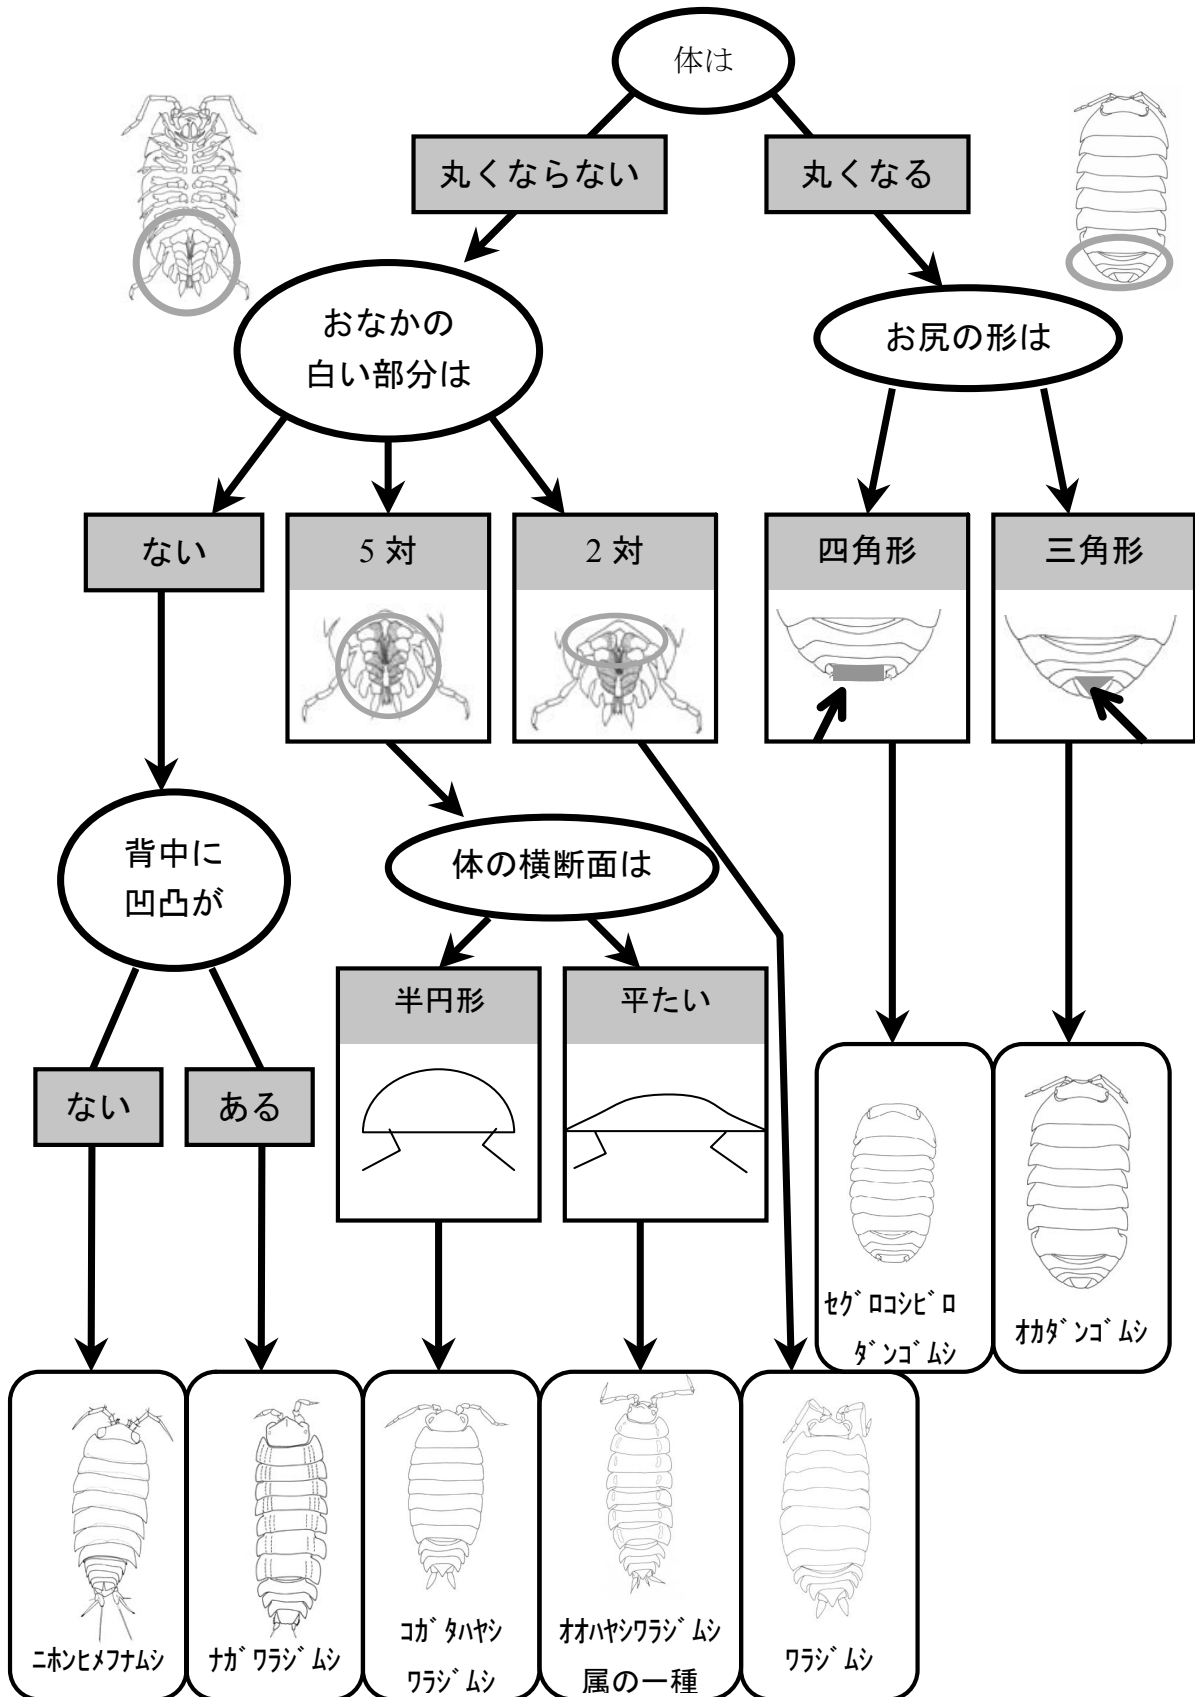 体は
丸くならない
丸くなる
おなかの
白い部分は
お尻の形は
ない
5 対
2 対
四角形
三角形
背中に
凹凸が
体の横断面は
半円形
平たい
ない
ある
ｾｸﾞﾛｺｼﾋﾞﾛ
ﾀﾞﾝｺﾞﾑｼ
ｵｶﾀﾞﾝｺﾞﾑｼ
ﾆﾎﾝﾋﾒﾌﾅﾑｼ
ﾅｶﾞﾜﾗｼﾞﾑｼ
ｺｶﾞﾀﾊﾔｼ
ﾜﾗｼﾞﾑｼ
ｵｵﾊﾔｼﾜﾗｼﾞﾑｼ
属の一種
ﾜﾗｼﾞﾑｼ